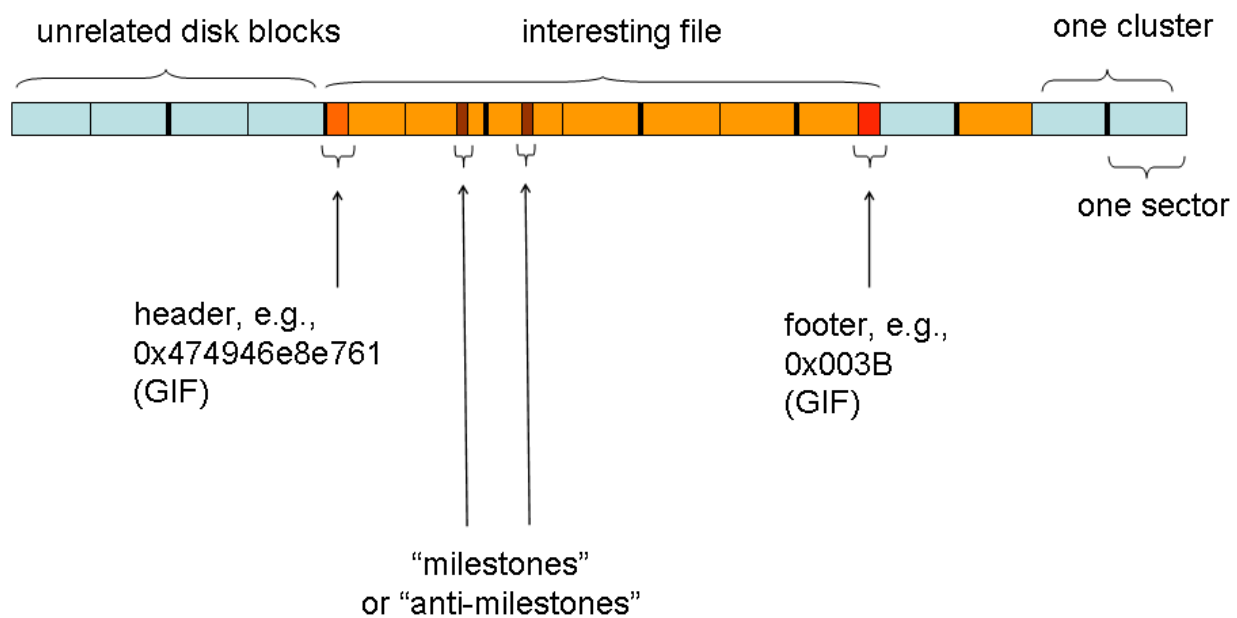 unrelated disk blocks
interesting file
one cluster
one sector
header, e.g.,
0x474946e8e761
(GIF)
footer, e.g.,
0x003B
(GIF)
“milestones”
or “anti-milestones”